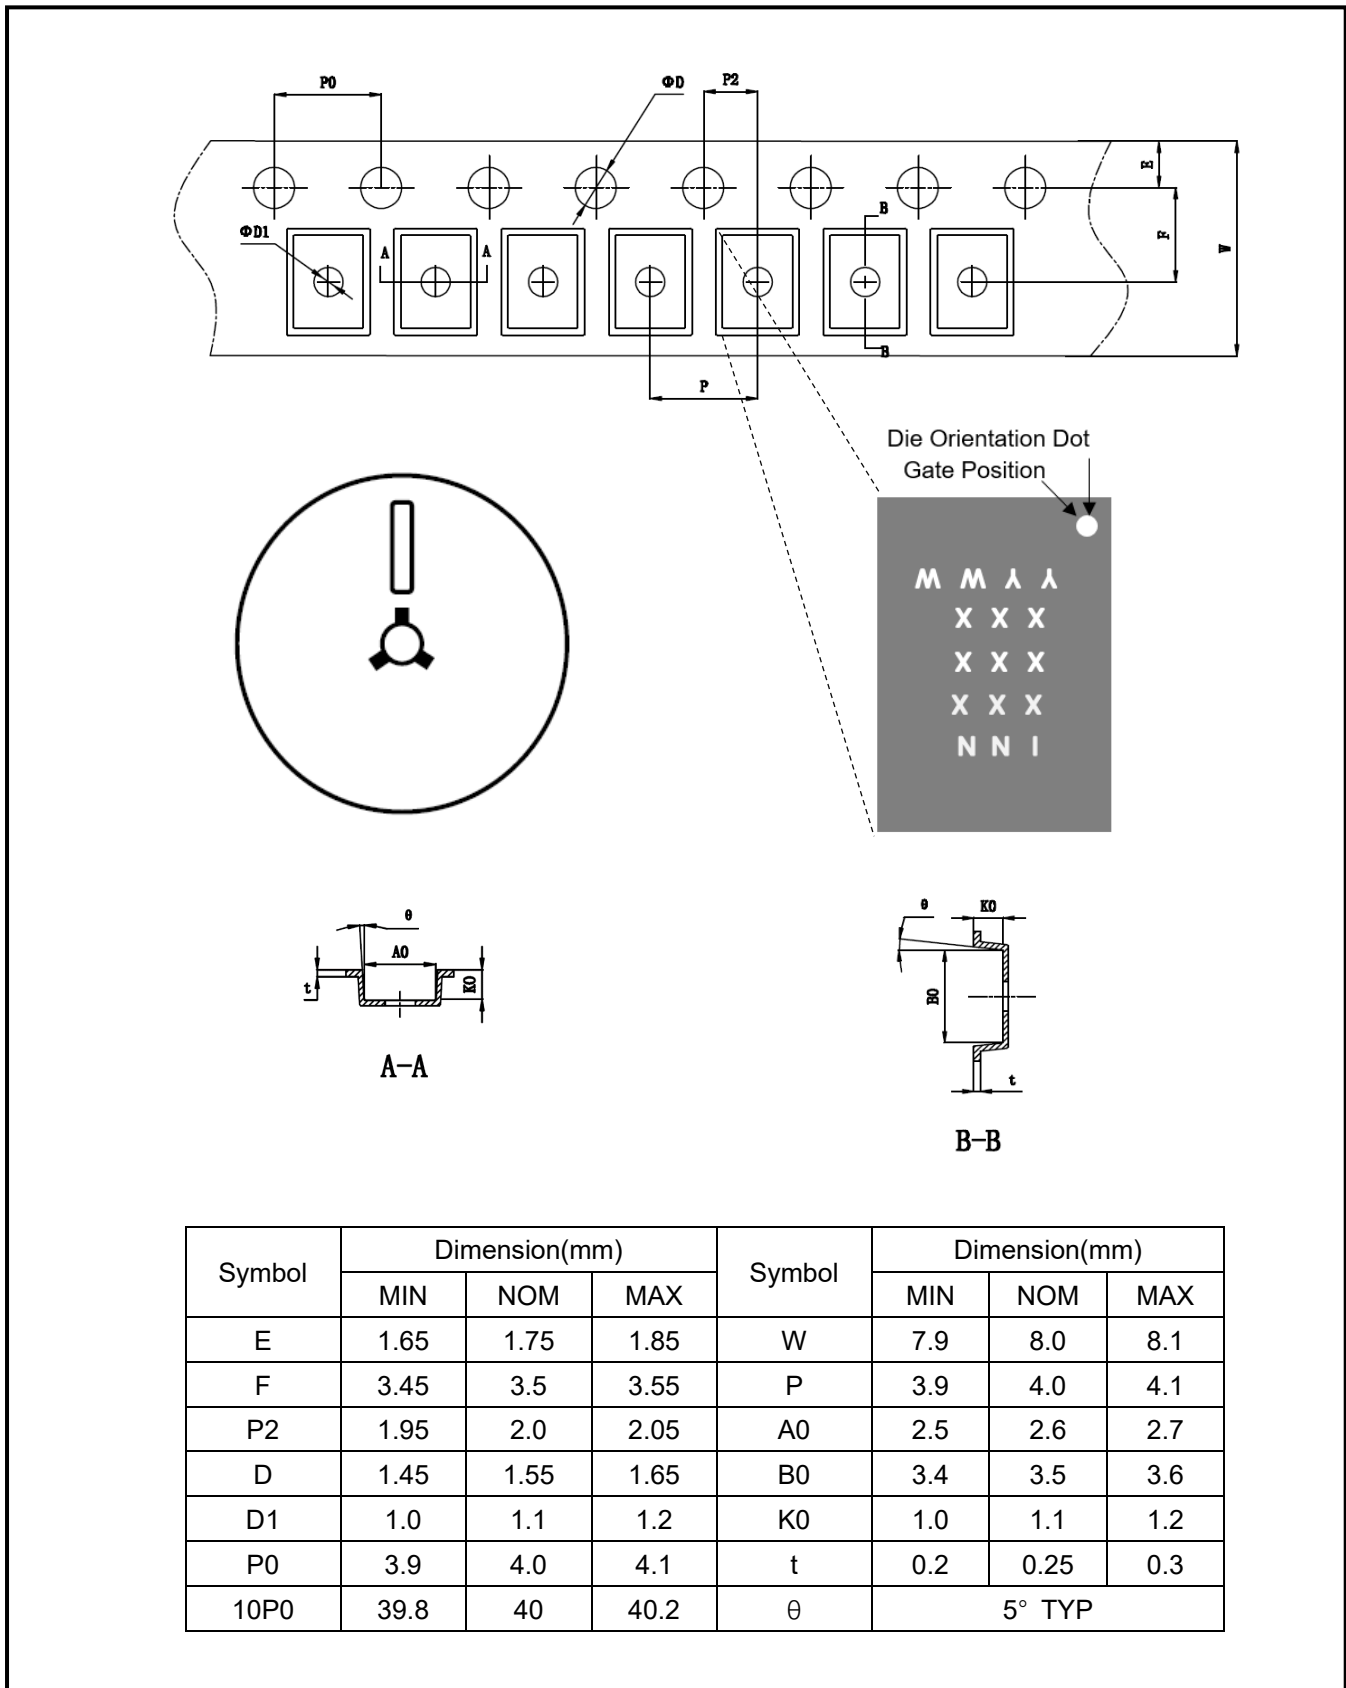 P0
ΦD
P2
E
ΦD1
A
A
B
F
W
B
P
Die Orientation Dot
Gate Position
Y Y W W
X X X
X X X
X X X
I N N
θ
A0
t
K0
A-A
θ
K0
B0
t
B-B
Symbol Dimension(mm) Symbol Dimension(mm)
MIN NOM MAX MIN NOM MAX
E 1.65 1.75 1.85 W 7.9 8.0 8.1
F 3.45 3.5 3.55 P 3.9 4.0 4.1
P2 1.95 2.0 2.05 A0 2.5 2.6 2.7
D 1.45 1.55 1.65 B0 3.4 3.5 3.6
D1 1.0 1.1 1.2 K0 1.0 1.1 1.2
P0 3.9 4.0 4.1 t 0.2 0.25 0.3
10P0 39.8 40 40.2 θ 5° TYP